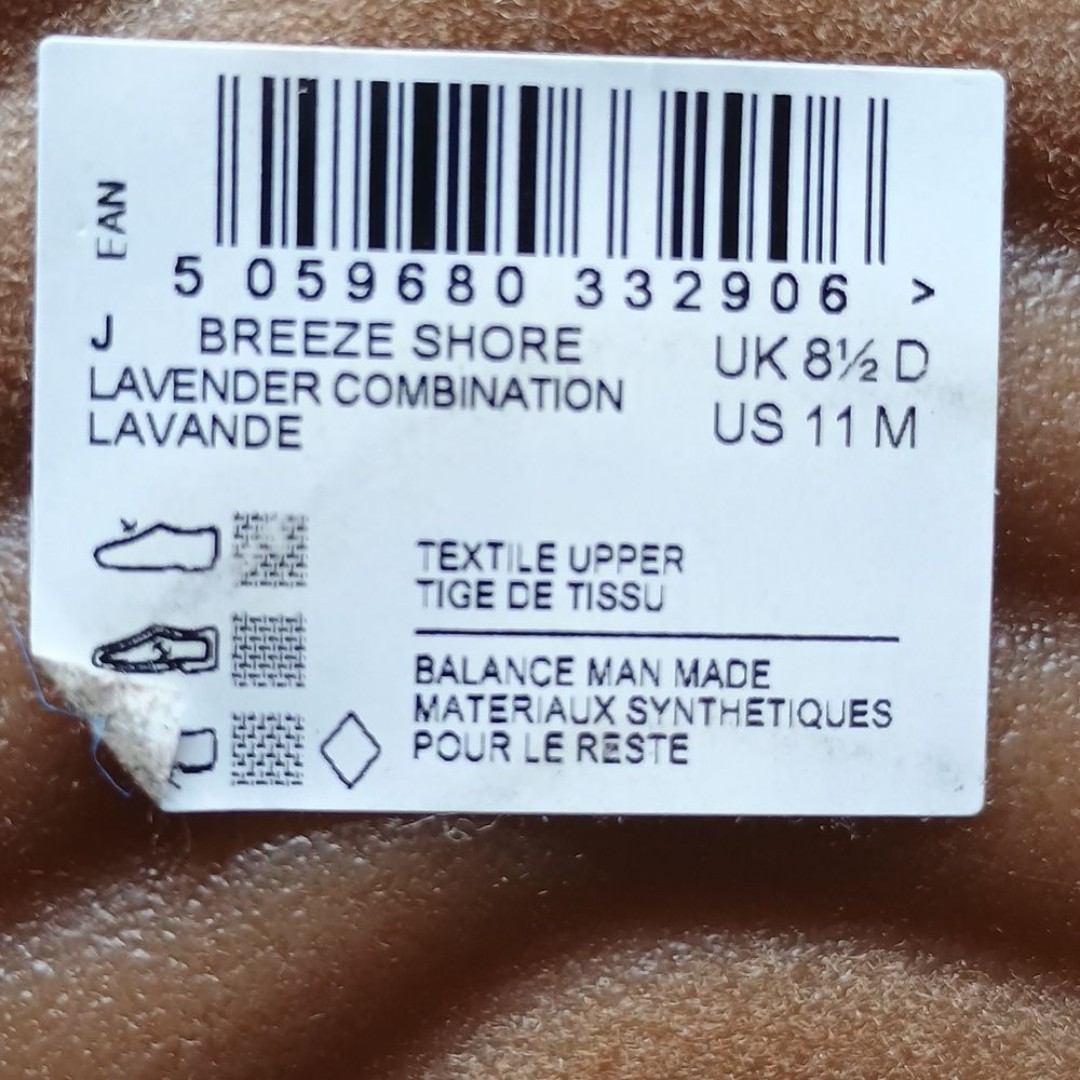 EAN
5 059680 332906 >
J BREEZE SHORE
LAVENDER COMBINATION
LAVANDE
UK 8½ D
US 11 M
TEXTILE UPPER
TIGE DE TISSU
BALANCE MAN MADE
MATERIAUX SYNTHETIQUES
POUR LE RESTE